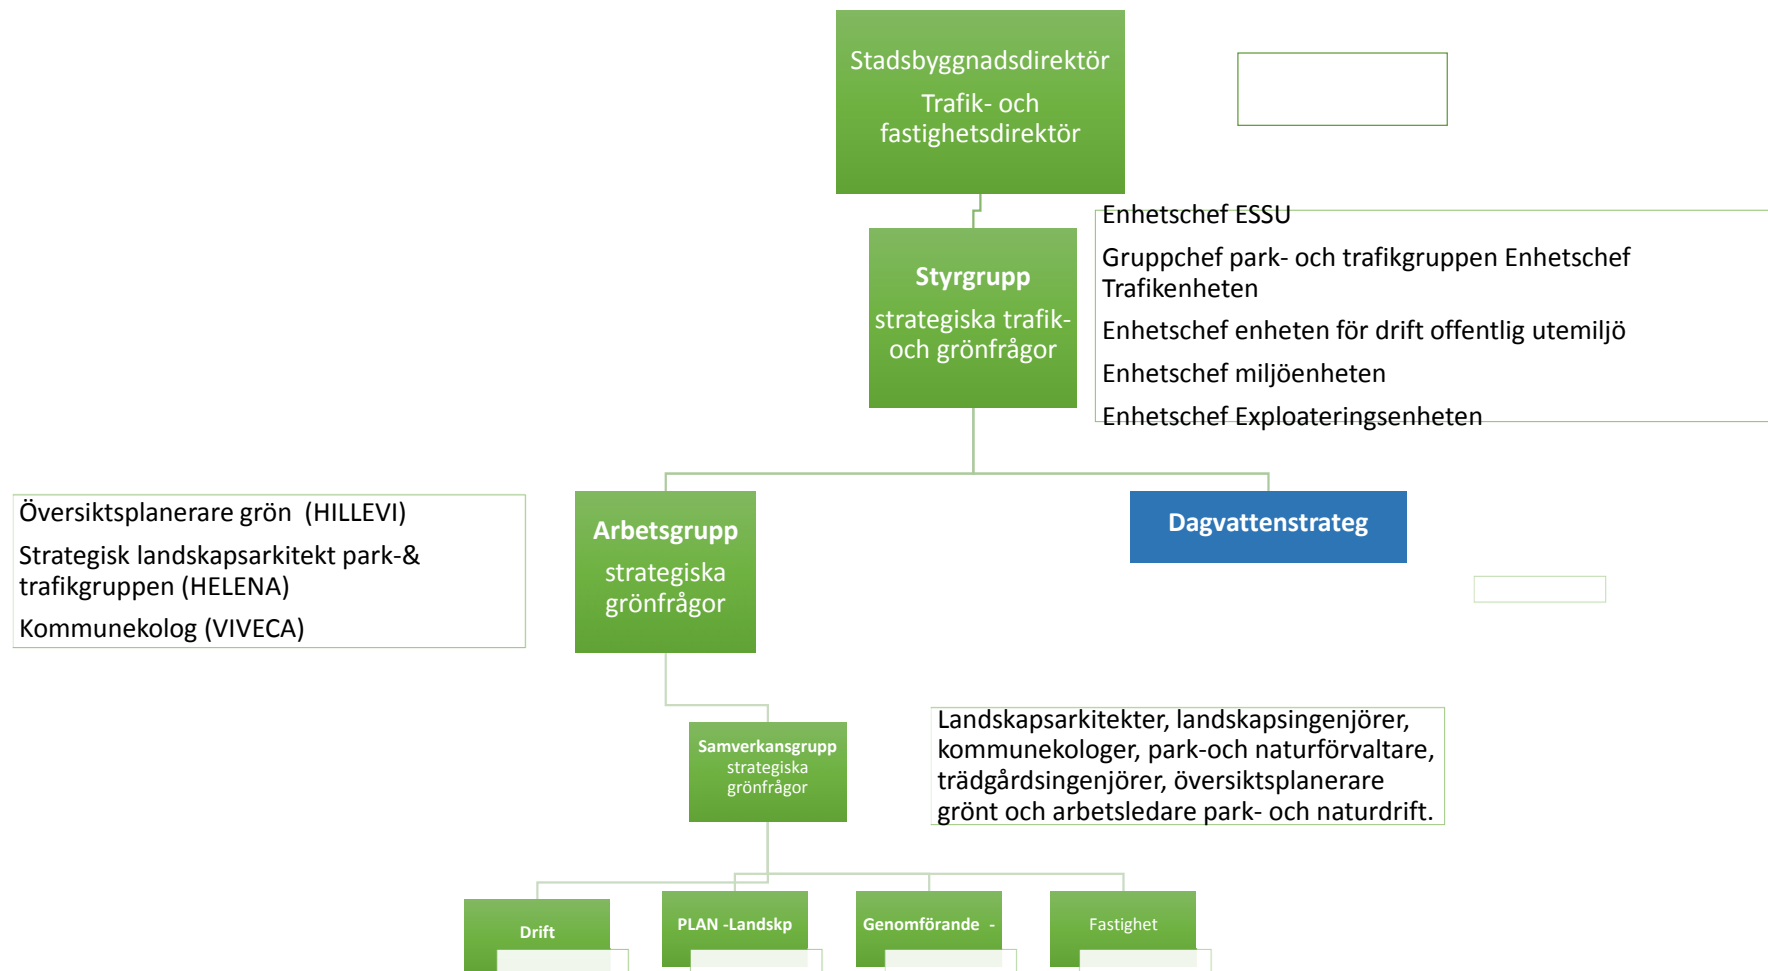 Stadsbyggnadsdirektör
Trafik- och
fastighetsdirektör
Styrgrupp
strategiska trafik-
och grönfrågor
Enhetschef ESSU
Gruppchef park- och trafikgruppen Enhetschef
Trafikenheten
Enhetschef enheten för drift offentlig utemiljö
Enhetschef miljöenheten
Enhetschef Exploateringsenheten
Översiktsplanerare grön  (HILLEVI)
Strategisk landskapsarkitekt park-&
trafikgruppen (HELENA)
Kommunekolog (VIVECA)
Arbetsgrupp
strategiska
grönfrågor
Dagvattenstrateg
Samverkansgrupp
strategiska
grönfrågor
Landskapsarkitekter, landskapsingenjörer,
kommunekologer, park-och naturförvaltare,
trädgårdsingenjörer, översiktsplanerare
grönt och arbetsledare park- och naturdrift.
Drift
PLAN -Landskp
Genomförande  -
Fastighet